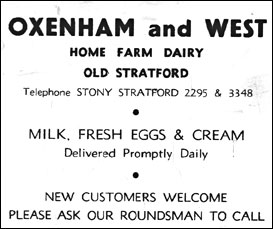 OXENHAM and WEST
HOME FARM DAIRY
OLD STRATFORD
Telephone STONY STRATFORD 2295 & 3348
MILK, FRESH EGGS & CREAM
Delivered Promptly Daily
NEW CUSTOMERS WELCOME
PLEASE ASK OUR ROUNDSMAN TO CALL